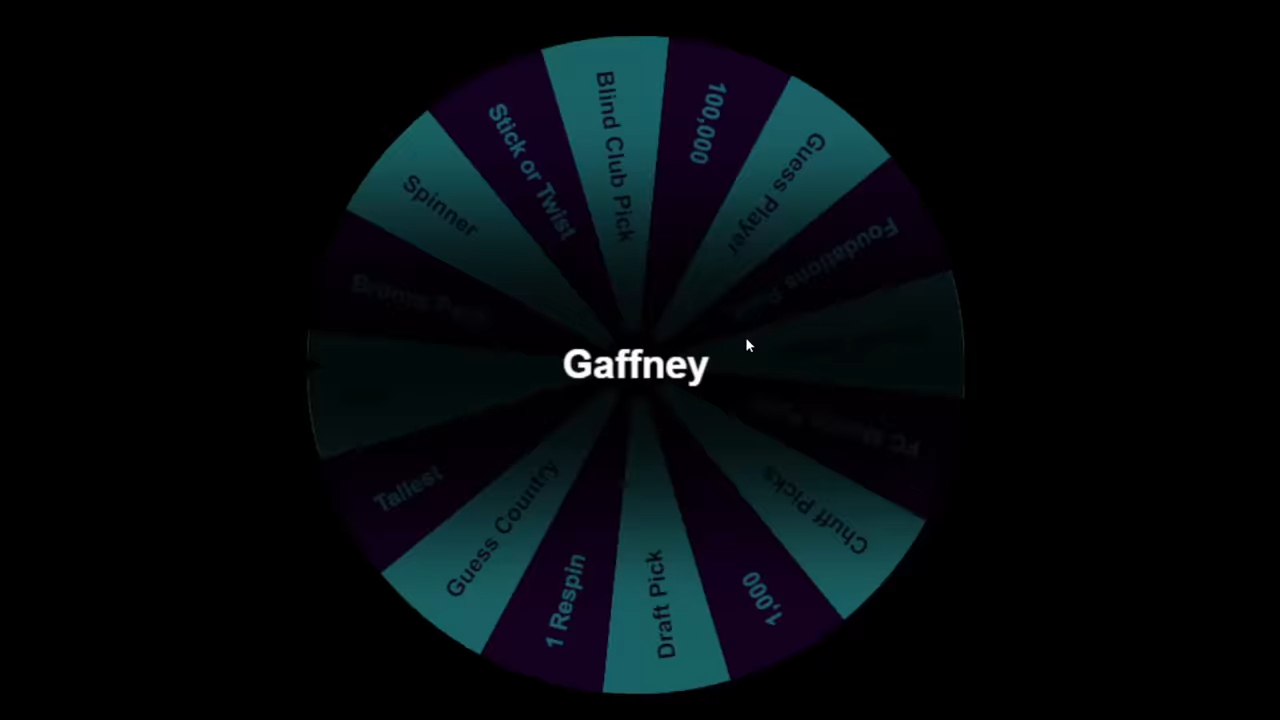 Blind Club Pick
100,000
Guess Player
Foudations
Chuff Picks
1,000
Draft Pick
1 Respin
Guess Country
Tallest
Spinner
Stick or Twist
Gaffney